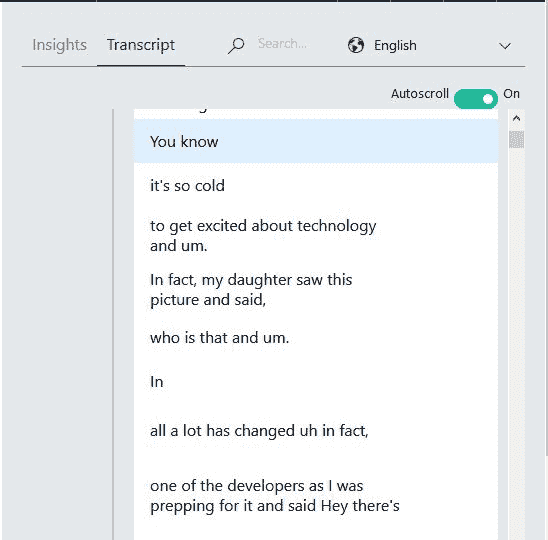 Insights Transcript Search... English
Autoscroll On
You know
it's so cold
to get excited about technology
and um.
In fact, my daughter saw this
picture and said,
who is that and um.
In
all a lot has changed uh in fact,
one of the developers as I was
prepping for it and said Hey there's